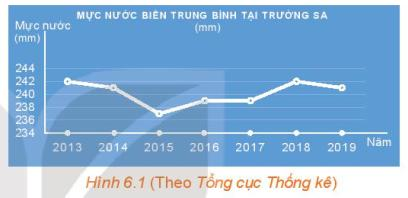 MỰC NƯỚC BIỂN TRUNG BÌNH TẠI TRƯỜNG SA
(mm)
Mực nước
(mm)
244
242
240
238
236
234
2013 2014 2015 2016 2017 2018 2019 Năm
Hình 6.1 (Theo Tổng cục Thống kê)